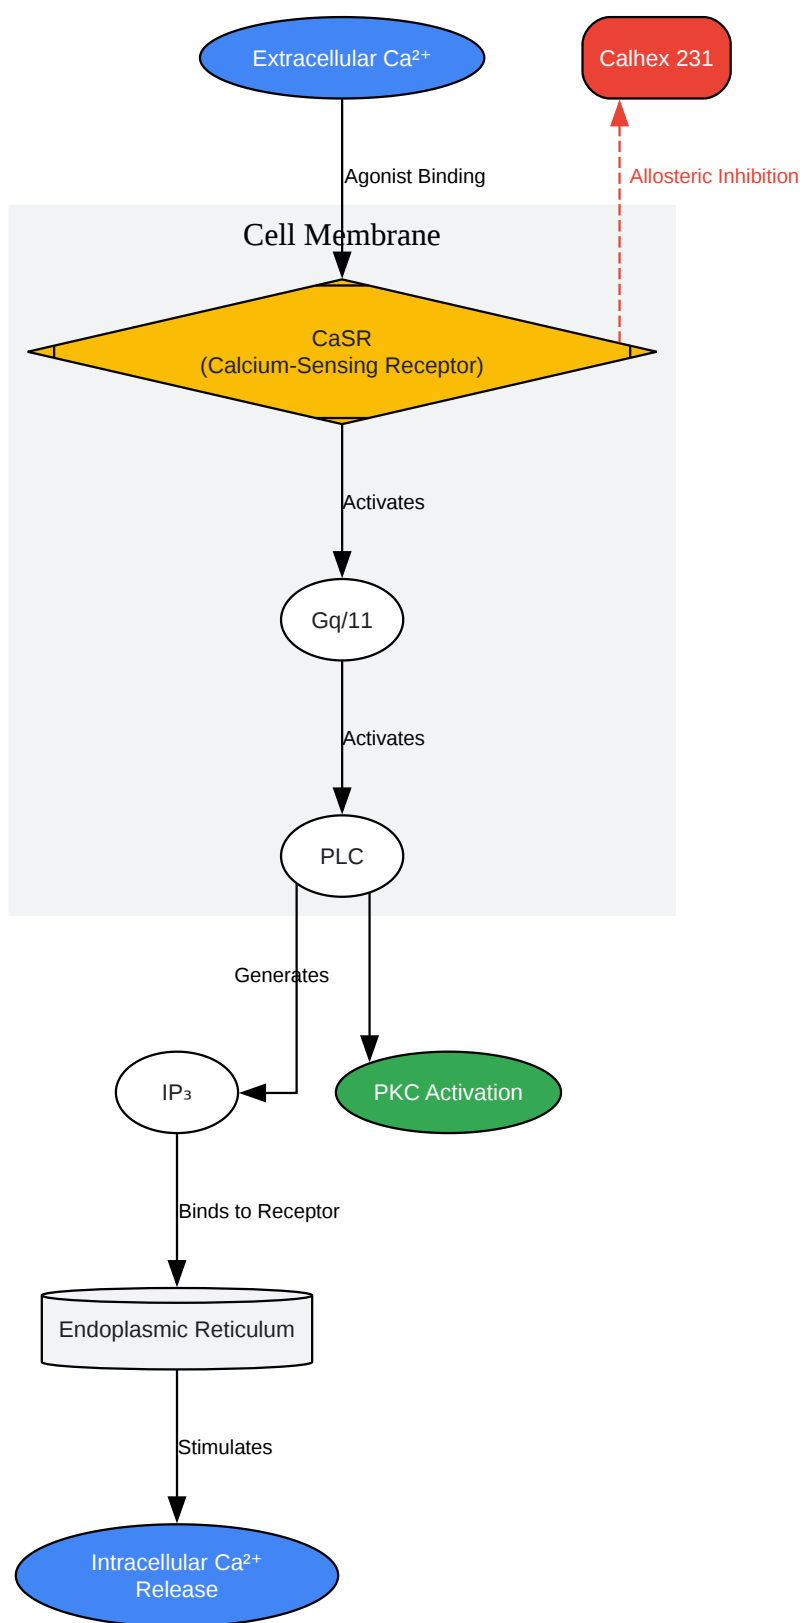 Extracellular Ca²⁺
Calhex 231
Agonist Binding
Allosteric Inhibition
Cell Membrane
CaSR
(Calcium-Sensing Receptor)
Activates
Gq/11
Activates
PLC
Generates
IP₃
PKC Activation
Binds to Receptor
Endoplasmic Reticulum
Stimulates
Intracellular Ca²⁺
Release